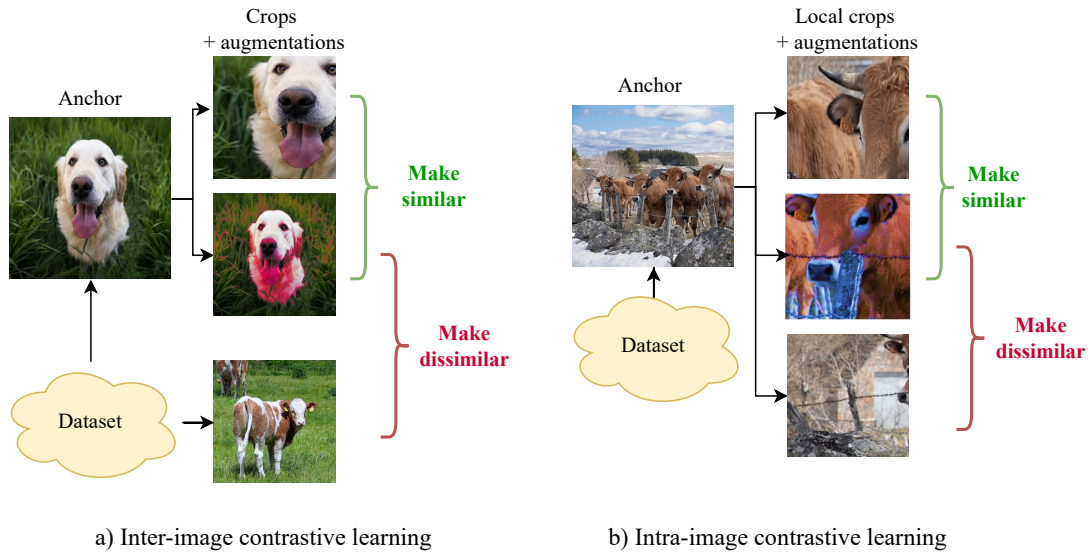 Crops
+ augmentations
Anchor
Make
similar
Make
dissimilar
Dataset
a) Inter-image contrastive learning
Local crops
+ augmentations
Anchor
Make
similar
Make
dissimilar
Dataset
b) Intra-image contrastive learning